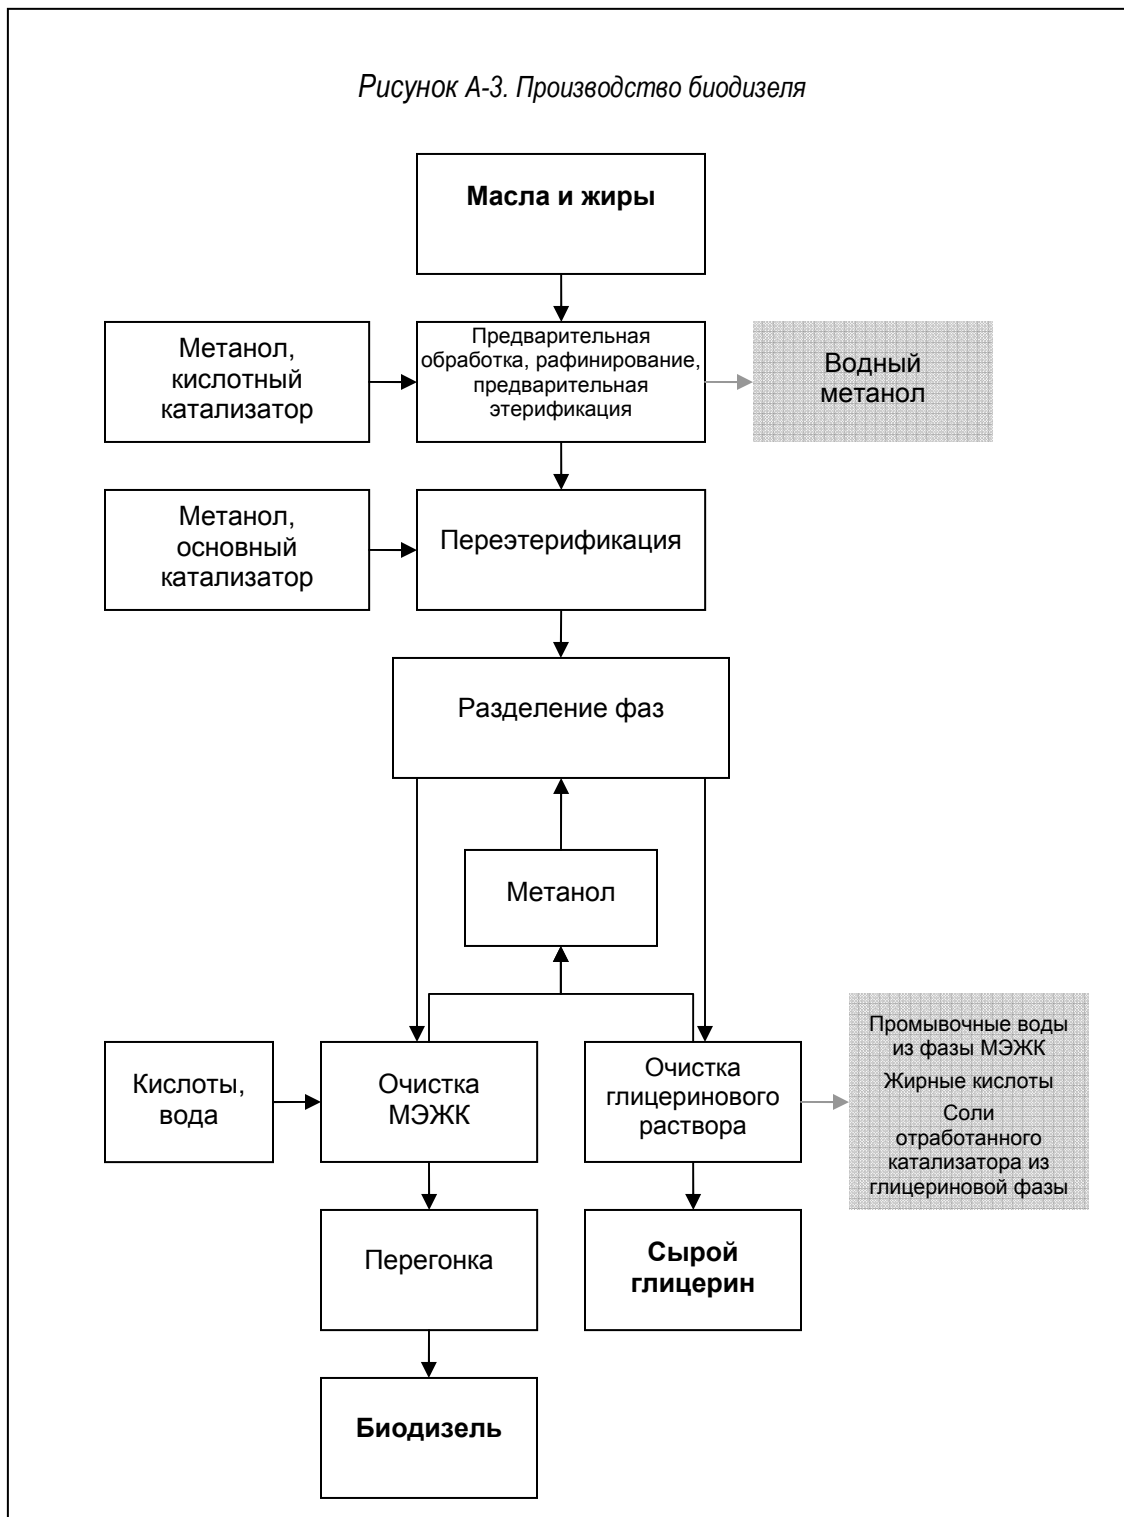 Рисунок А-3. Производство биодизеля
Масла и жиры
Метанол,
кислотный
катализатор
Предварительная
обработка, рафинирование,
предварительная
этерификация
Водный
метанол
Метанол,
основный
катализатор
Переэтерификация
Разделение фаз
Метанол
Кислоты,
вода
Очистка
МЭЖК
Очистка
глицеринового
раствора
Промывочные воды
из фазы МЭЖК
Жирные кислоты
Соли
отработанного
катализатора из
глицериновой фазы
Перегонка
Сырой
глицерин
Биодизель